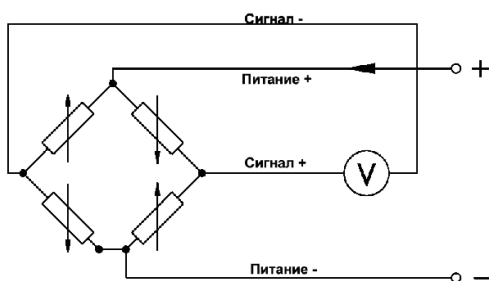 Сигнал -
Питание +
+
Сигнал +
V
Питание -
-